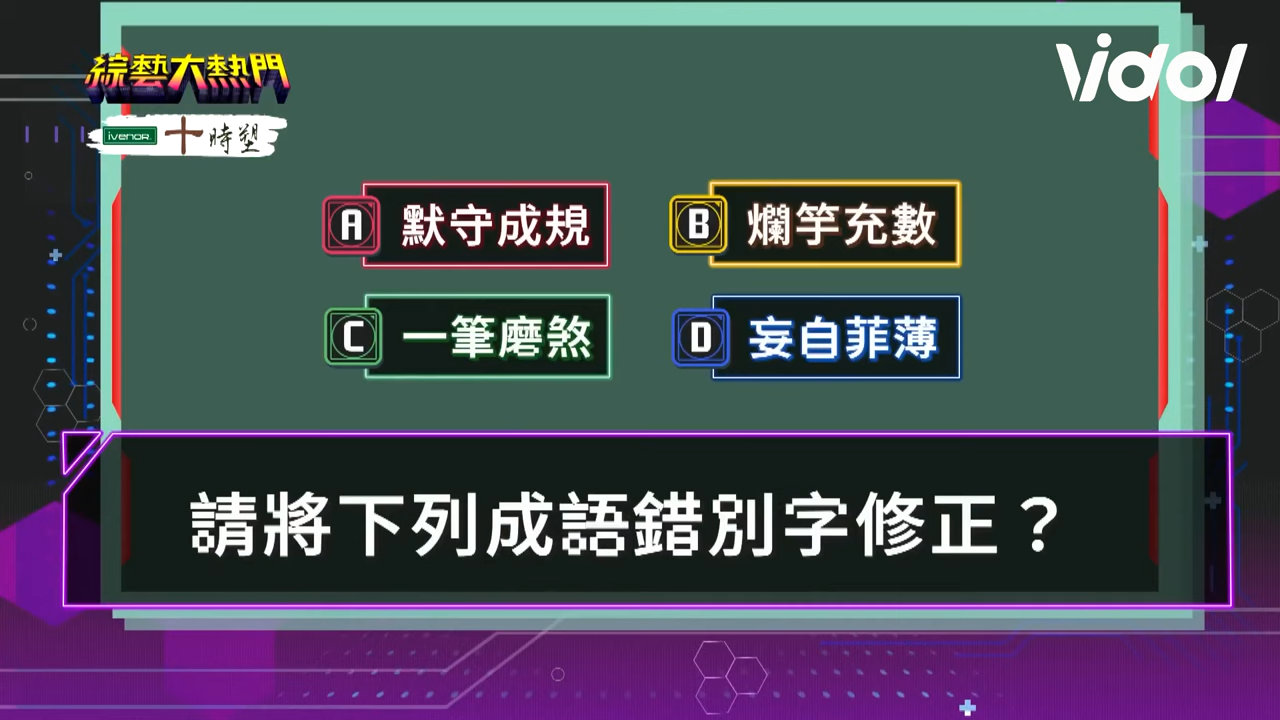 綜藝大熱門
Vidol
iVENOR 十時塑
A 默守成規
B 爛竽充數
C 一筆磨煞
D 妄自菲薄
請將下列成語錯別字修正？